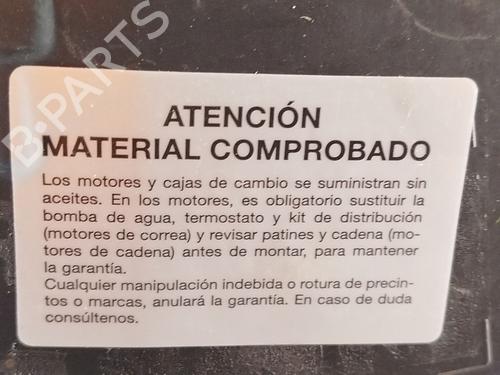 B-PARTS
ATENCIÓN
MATERIAL COMPROBADO
Los motores y cajas de cambio se suministran sin
aceites. En los motores, es obligatorio sustituir la
bomba de agua, termostato y kit de distribución
(motores de correa) y revisar patines y cadena (mo-
tores de cadena) antes de montar, para mantener
la garantía.
Cualquier manipulación indebida o rotura de precin-
tos o marcas, anulará la garantía. En caso de duda
consúltenos.